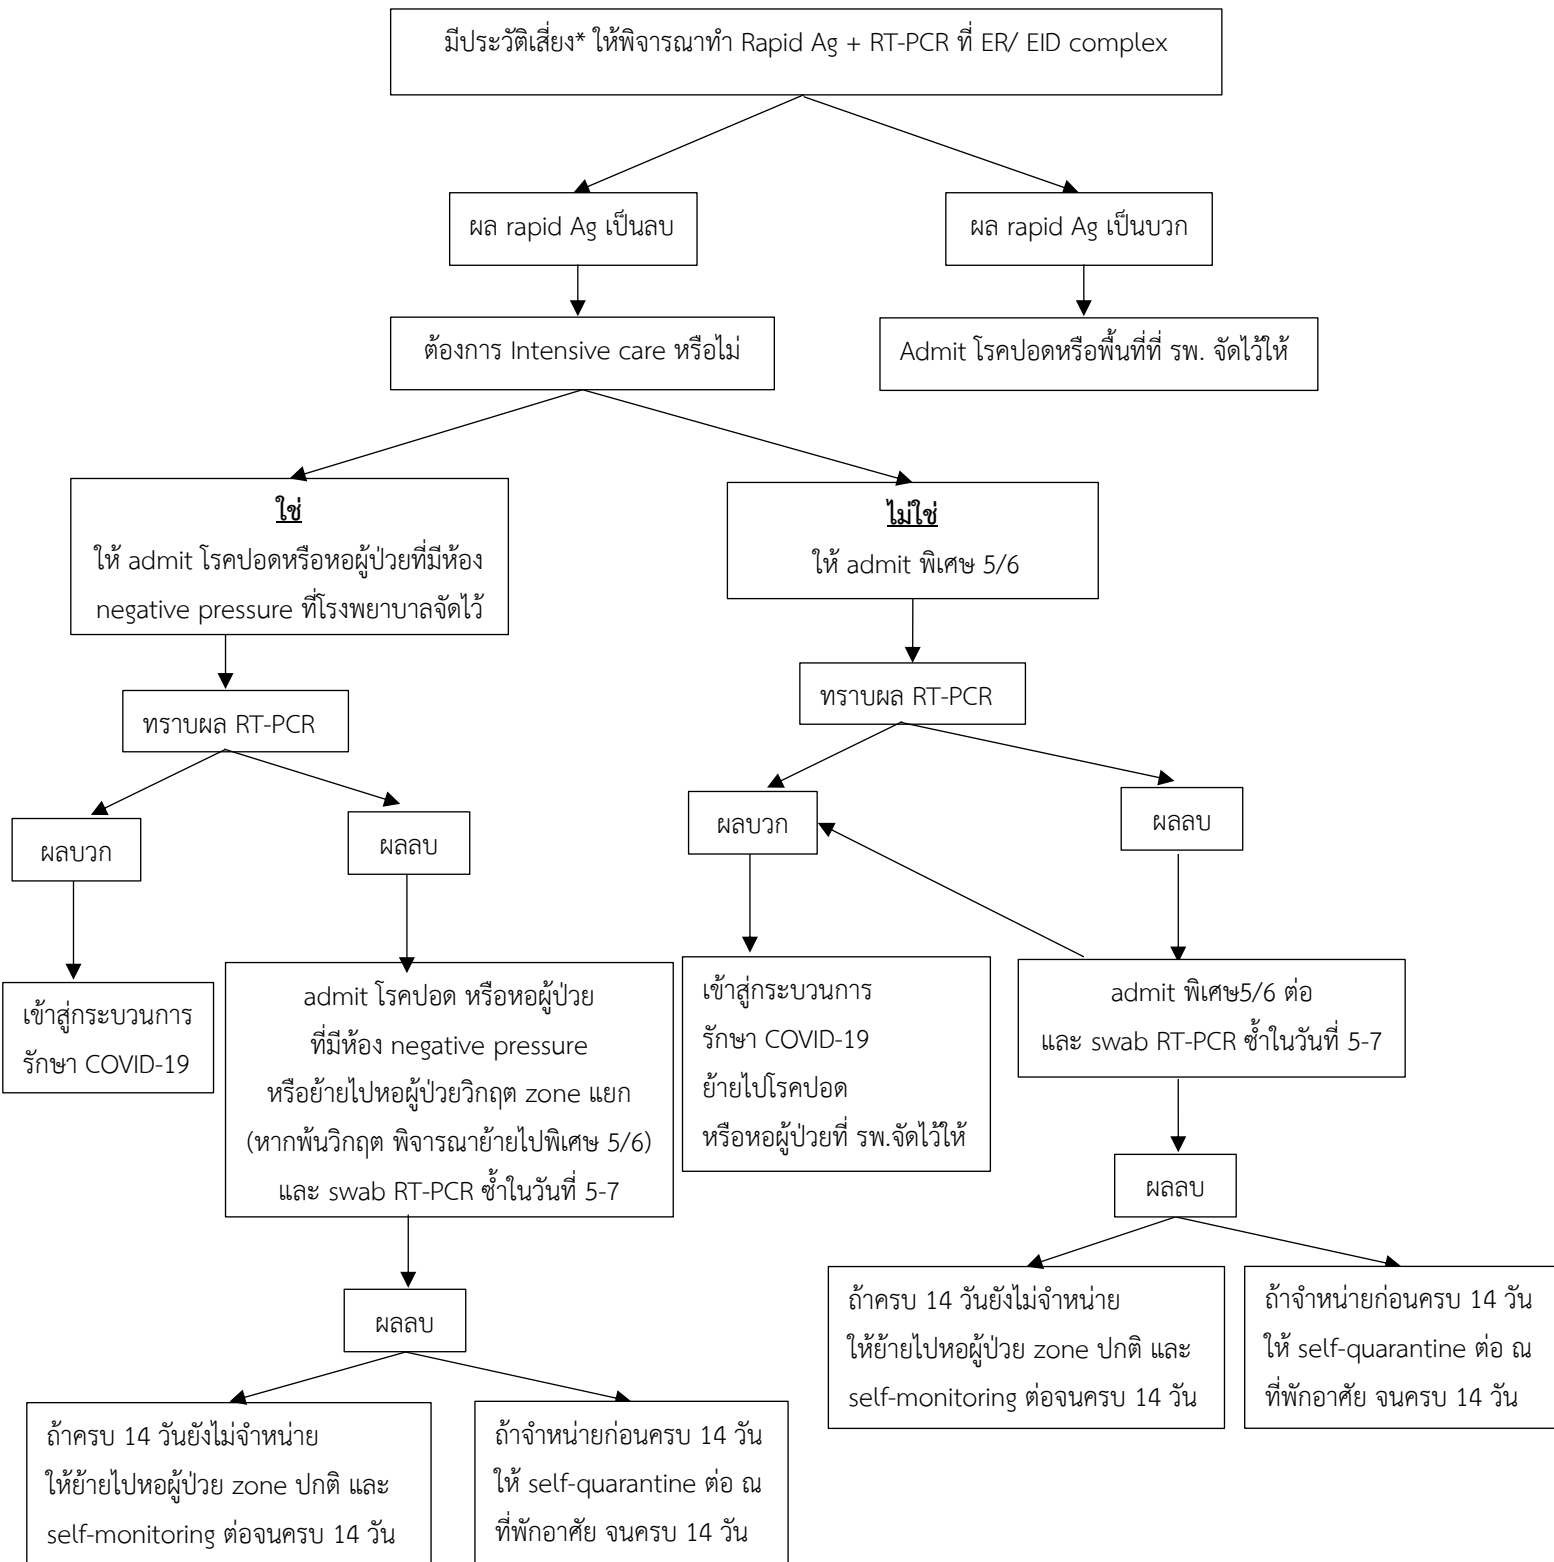 มีประวัติเสี่ยง* ให้พิจารณาทำ Rapid Ag + RT-PCR ที่ ER/ EID complex
ผล rapid Ag เป็นลบ
ผล rapid Ag เป็นบวก
ต้องการ Intensive care หรือไม่
Admit โรคปอดหรือพื้นที่ที่ รพ. จัดไว้ให้
ใช่
ให้ admit โรคปอดหรือหอผู้ป่วยที่มีห้อง
negative pressure ที่โรงพยาบาลจัดไว้
ไม่ใช่
ให้ admit พิเศษ 5/6
ทราบผล RT-PCR
ทราบผล RT-PCR
ผลบวก
ผลลบ
ผลบวก
ผลลบ
เข้าสู่กระบวนการ
รักษา COVID-19
admit โรคปอด หรือหอผู้ป่วย
ที่มีห้อง negative pressure
หรือย้ายไปหอผู้ป่วยวิกฤต zone แยก
(หากพ้นวิกฤต พิจารณาย้ายไปพิเศษ 5/6)
และ swab RT-PCR ซ้ำในวันที่ 5-7
เข้าสู่กระบวนการ
รักษา COVID-19
ย้ายไปโรคปอด
หรือหอผู้ป่วยที่ รพ.จัดไว้ให้
admit พิเศษ5/6 ต่อ
และ swab RT-PCR ซ้ำในวันที่ 5-7
ผลลบ
ผลลบ
ถ้าครบ 14 วันยังไม่จำหน่าย
ให้ย้ายไปหอผู้ป่วย zone ปกติ และ
self-monitoring ต่อจนครบ 14 วัน
ถ้าจำหน่ายก่อนครบ 14 วัน
ให้ self-quarantine ต่อ ณ
ที่พักอาศัย จนครบ 14 วัน
ถ้าครบ 14 วันยังไม่จำหน่าย
ให้ย้ายไปหอผู้ป่วย zone ปกติ และ
self-monitoring ต่อจนครบ 14 วัน
ถ้าจำหน่ายก่อนครบ 14 วัน
ให้ self-quarantine ต่อ ณ
ที่พักอาศัย จนครบ 14 วัน